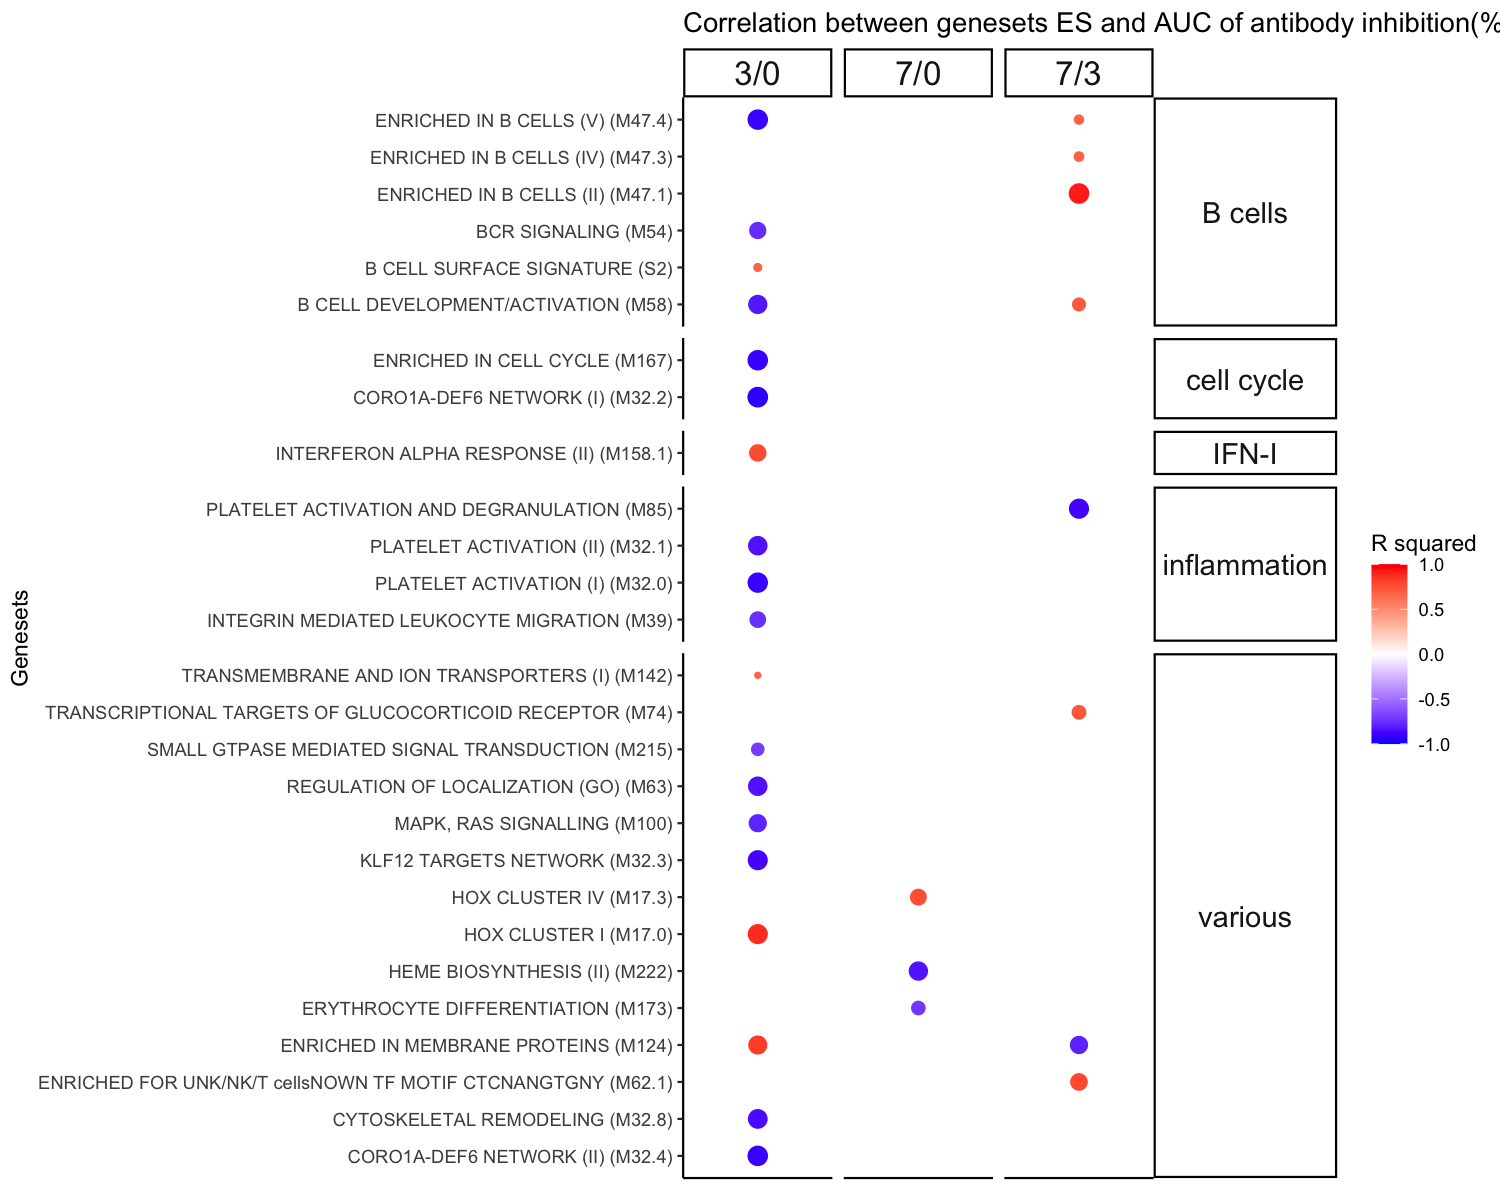 Correlation between genesets ES and AUC of antibody inhibition(%
3/0
7/0
7/3
ENRICHED IN B CELLS (V) (M47.4)
ENRICHED IN B CELLS (IV) (M47.3)
ENRICHED IN B CELLS (II) (M47.1)
BCR SIGNALING (M54)
B CELL SURFACE SIGNATURE (S2)
B CELL DEVELOPMENT/ACTIVATION (M58)
B cells
ENRICHED IN CELL CYCLE (M167)
CORO1A-DEF6 NETWORK (I) (M32.2)
cell cycle
INTERFERON ALPHA RESPONSE (II) (M158.1)
IFN-I
PLATELET ACTIVATION AND DEGRANULATION (M85)
PLATELET ACTIVATION (II) (M32.1)
PLATELET ACTIVATION (I) (M32.0)
INTEGRIN MEDIATED LEUKOCYTE MIGRATION (M39)
inflammation
TRANSMEMBRANE AND ION TRANSPORTERS (I) (M142)
TRANSCRIPTIONAL TARGETS OF GLUCOCORTICOID RECEPTOR (M74)
SMALL GTPASE MEDIATED SIGNAL TRANSDUCTION (M215)
REGULATION OF LOCALIZATION (GO) (M63)
MAPK, RAS SIGNALLING (M100)
KLF12 TARGETS NETWORK (M32.3)
HOX CLUSTER IV (M17.3)
HOX CLUSTER I (M17.0)
HEME BIOSYNTHESIS (II) (M222)
ERYTHROCYTE DIFFERENTIATION (M173)
ENRICHED IN MEMBRANE PROTEINS (M124)
ENRICHED FOR UNK/NK/T cellsNOWN TF MOTIF CTCNANGTGNY (M62.1)
CYTOSKELETAL REMODELING (M32.8)
CORO1A-DEF6 NETWORK (II) (M32.4)
various
Genesets
R squared
1.0
0.5
0.0
-0.5
-1.0